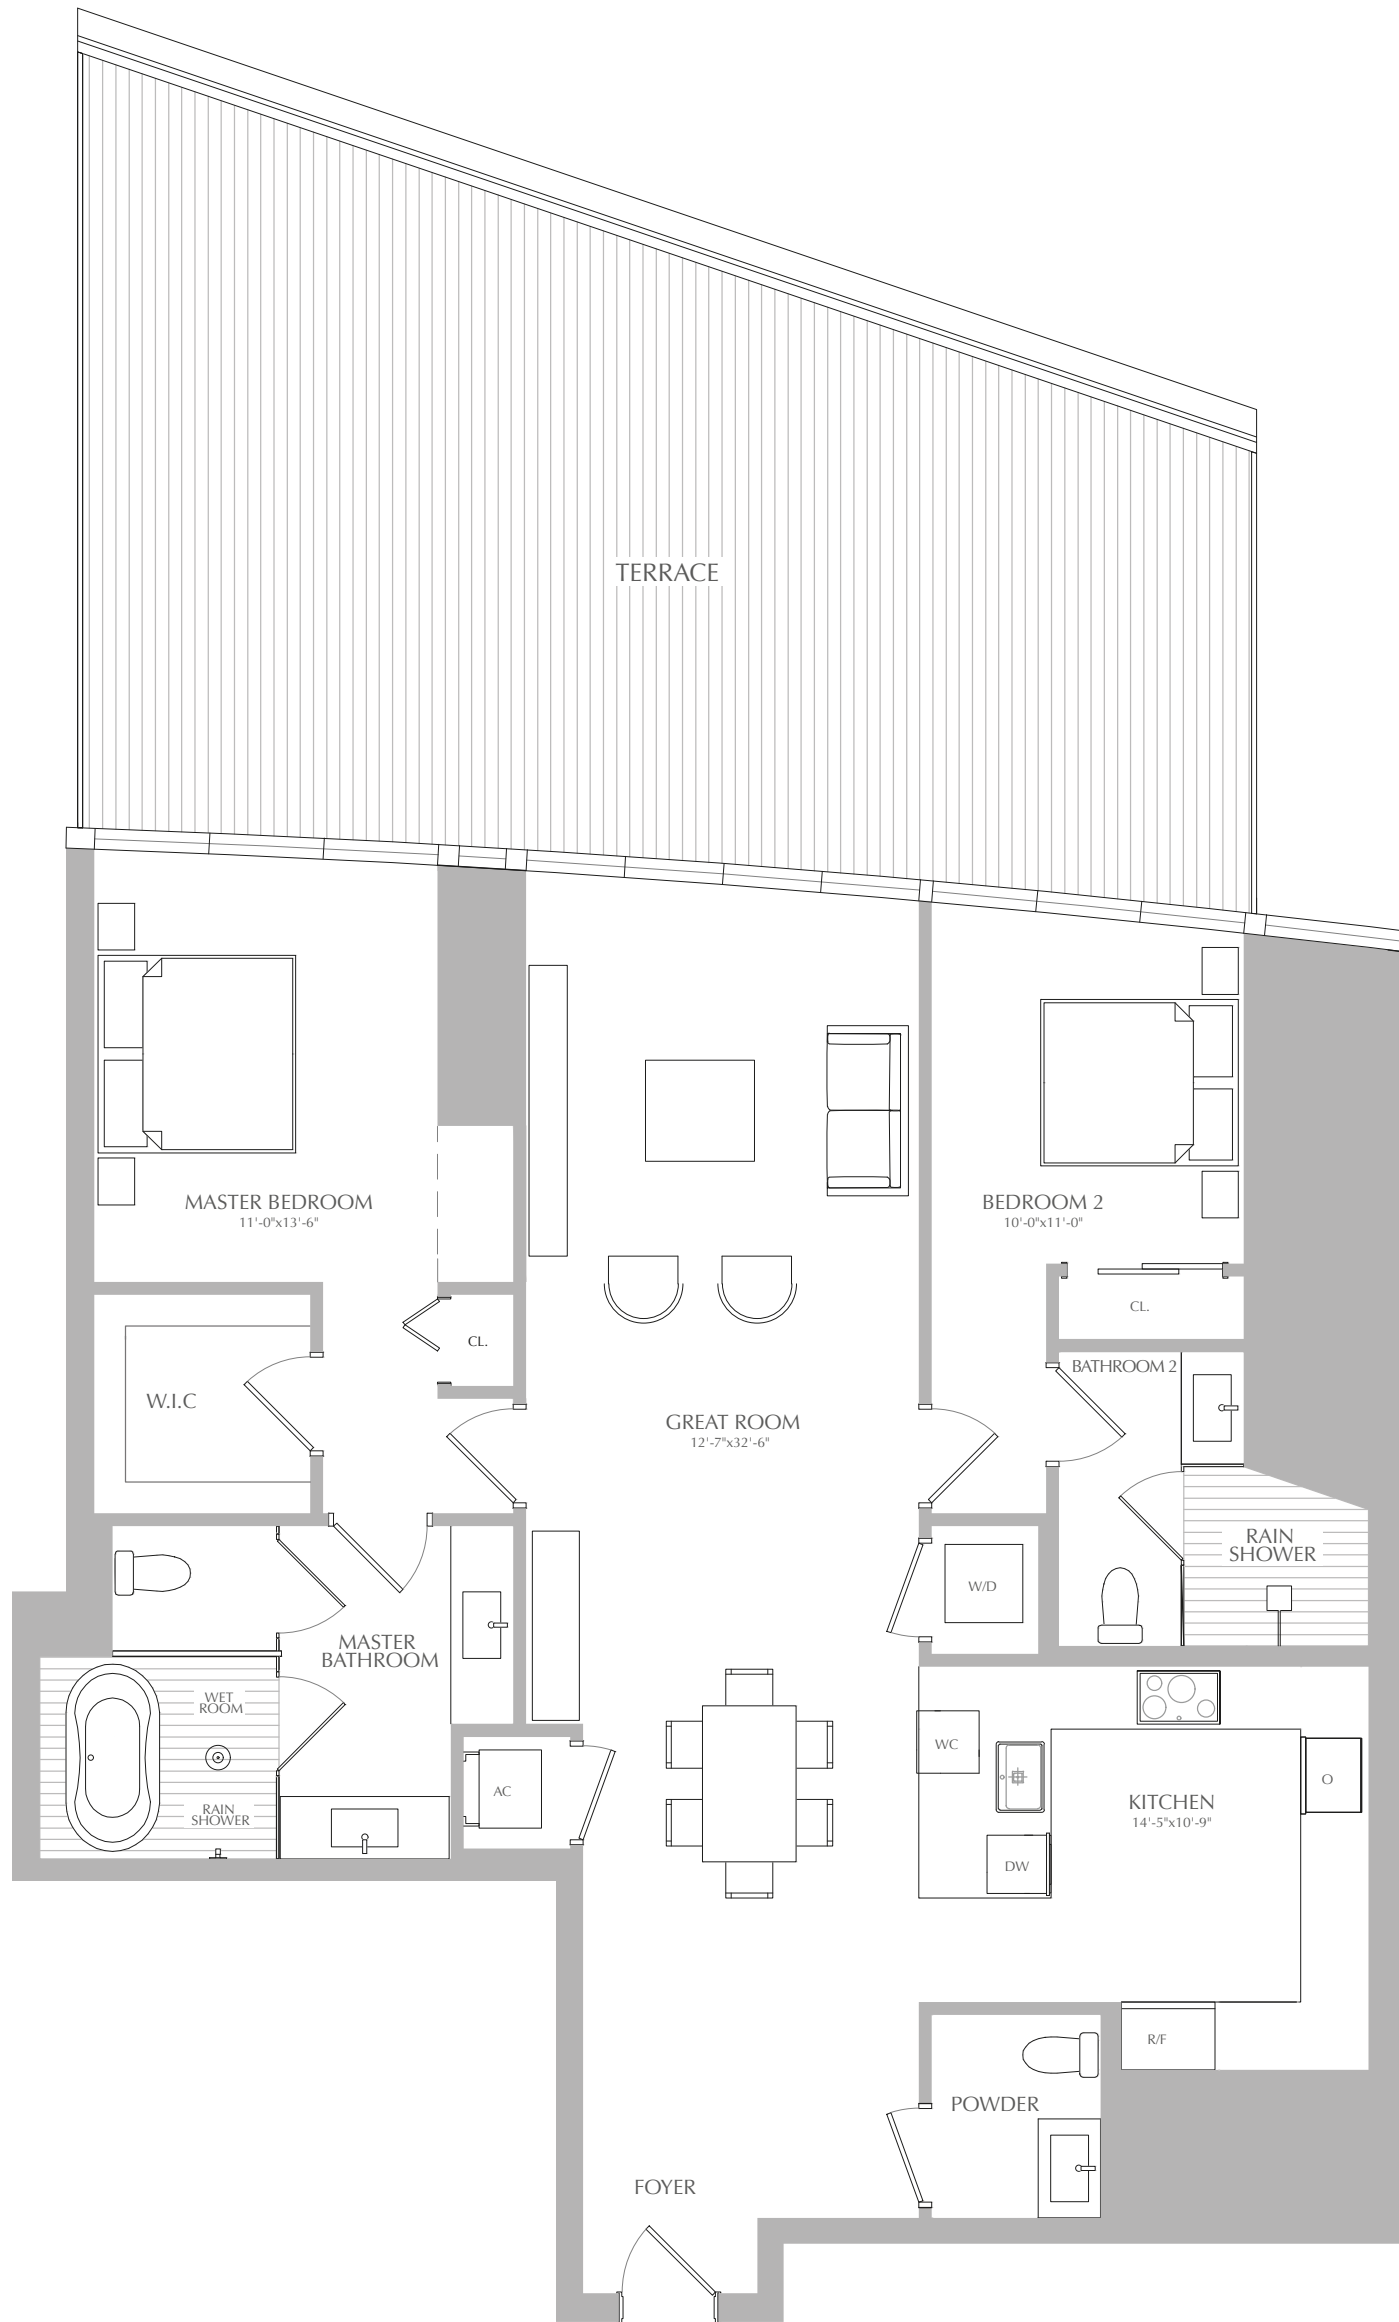 TERRACE
MASTER BEDROOM
11'-0"x13'-6"
BEDROOM 2
10'-0"x11'-0"
CL.
CL.
BATHROOM 2
W.I.C
GREAT ROOM
12'-7"x32'-6"
RAIN
SHOWER
W/D
MASTER
BATHROOM
WET
ROOM
WC
AC
O
KITCHEN
14'-5"x10'-9"
RAIN
SHOWER
DW
R/F
POWDER
FOYER